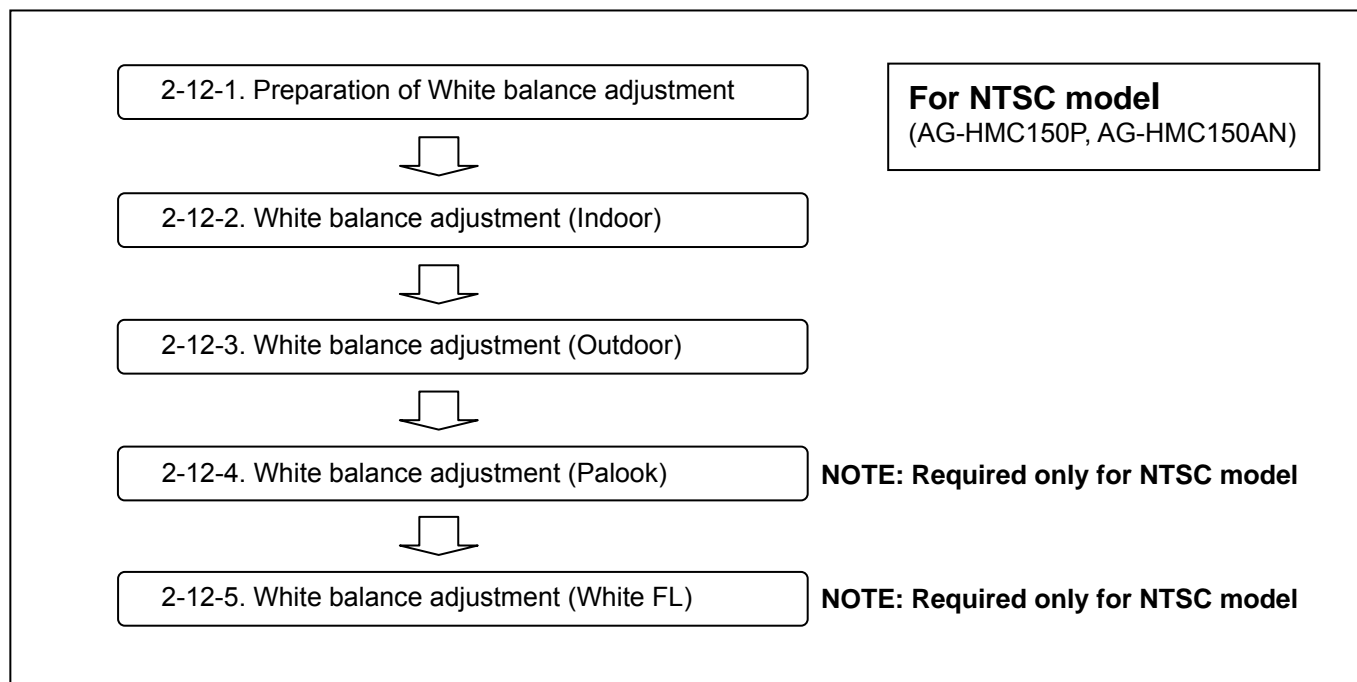 2-12-1. Preparation of White balance adjustment
For NTSC model
(AG-HMC150P, AG-HMC150AN)
2-12-2. White balance adjustment (Indoor)
2-12-3. White balance adjustment (Outdoor)
2-12-4. White balance adjustment (Palook)
NOTE: Required only for NTSC model
2-12-5. White balance adjustment (White FL)
NOTE: Required only for NTSC model